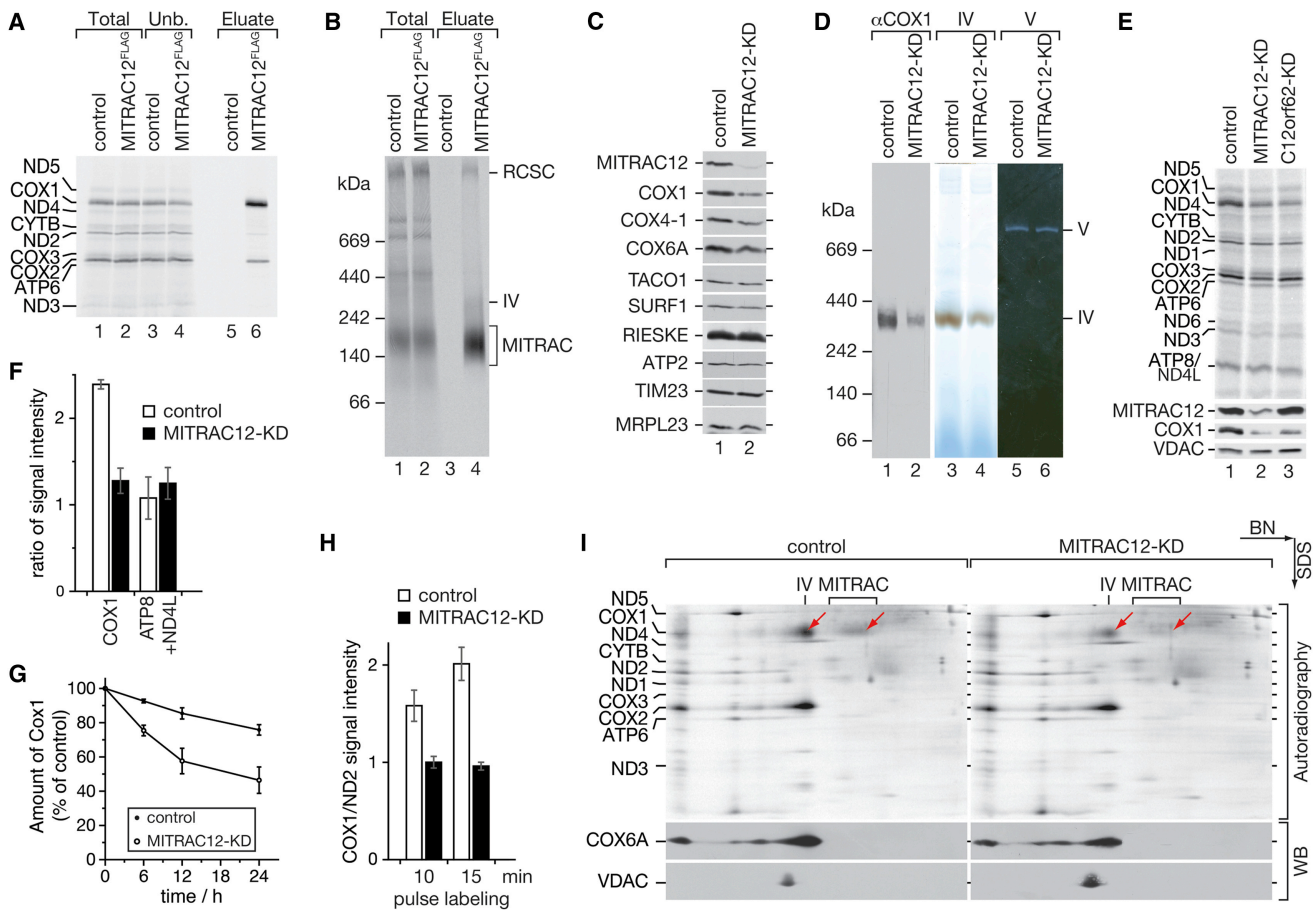 A
Total
Unb.
Eluate
control
MITRAC12FLAG
control
MITRAC12FLAG
control
MITRAC12FLAG
ND5
COX1
ND4
CYTB
ND2
COX3
COX2
ATP6
ND3
1 2 3 4 5 6
B
Total
Eluate
control
MITRAC12FLAG
control
MITRAC12FLAG
kDa
669
440
242
140
66
RCSC
IV
MITRAC
1 2 3 4
C
control
MITRAC12-KD
MITRAC12
COX1
COX4-1
COX6A
TACO1
SURF1
RIESKE
ATP2
TIM23
MRPL23
1 2
D
αCOX1
IV
V
control
MITRAC12-KD
control
MITRAC12-KD
control
MITRAC12-KD
kDa
669
440
242
140
66
V
IV
1 2 3 4 5 6
E
control
MITRAC12-KD
C12orf62-KD
ND5
COX1
ND4
CYTB
ND2
ND1
COX3
COX2
ATP6
ND6
ND3
ATP8/
ND4L
MITRAC12
COX1
VDAC
1 2 3
F
ratio of signal intensity
2
1
0
control
MITRAC12-KD
COX1
ATP8
+ND4L
G
Amount of Cox1
(% of control)
100
80
60
40
20
0
control
MITRAC12-KD
0 6 12 18 24
time / h
H
control
MITRAC12-KD
COX1/ND2 signal intensity
2
1
0
10 15 min
pulse labeling
I
BN
SDS
control
MITRAC12-KD
IV MITRAC
IV MITRAC
ND5
COX1
ND4
CYTB
ND2
ND1
COX3
COX2
ATP6
ND3
Autoradiography
COX6A
VDAC
WB